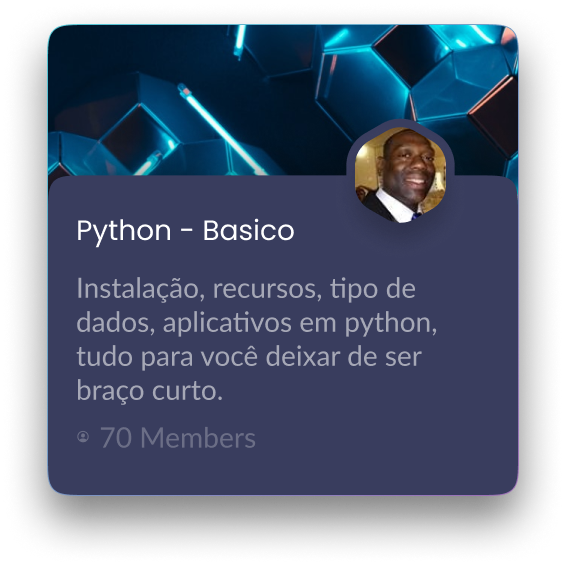 Python - Basico
Instalação, recursos, tipo de
dados, aplicativos em python,
tudo para você deixar de ser
braço curto.
70 Members